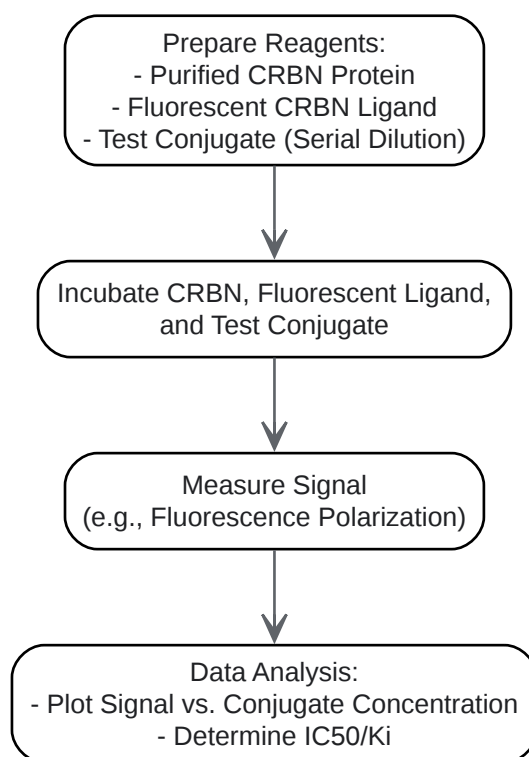 Prepare Reagents:
- Purified CRBN Protein
- Fluorescent CRBN Ligand
- Test Conjugate (Serial Dilution)
Incubate CRBN, Fluorescent Ligand,
and Test Conjugate
Measure Signal
(e.g., Fluorescence Polarization)
Data Analysis:
- Plot Signal vs. Conjugate Concentration
- Determine IC50/Ki